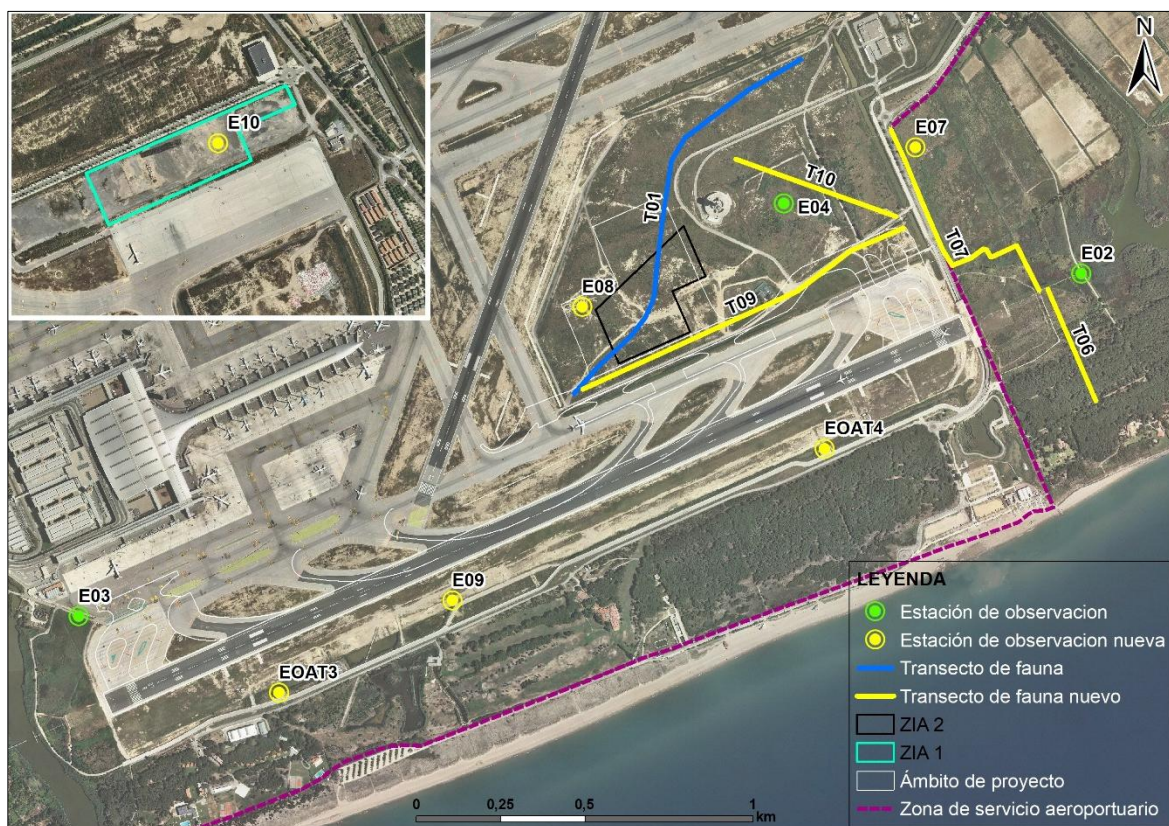 E10
N
E07
T10
E04
T01
T07
E02
E08
T09
T06
EOAT4
E03
E09
EOAT3
LEYENDA
Estación de observacion
Estación de observacion nueva
Transecto de fauna
Transecto de fauna nuevo
ZIA 2
ZIA 1
Ámbito de proyecto
Zona de servicio aeroportuario
0 0,25 0,5 1
km